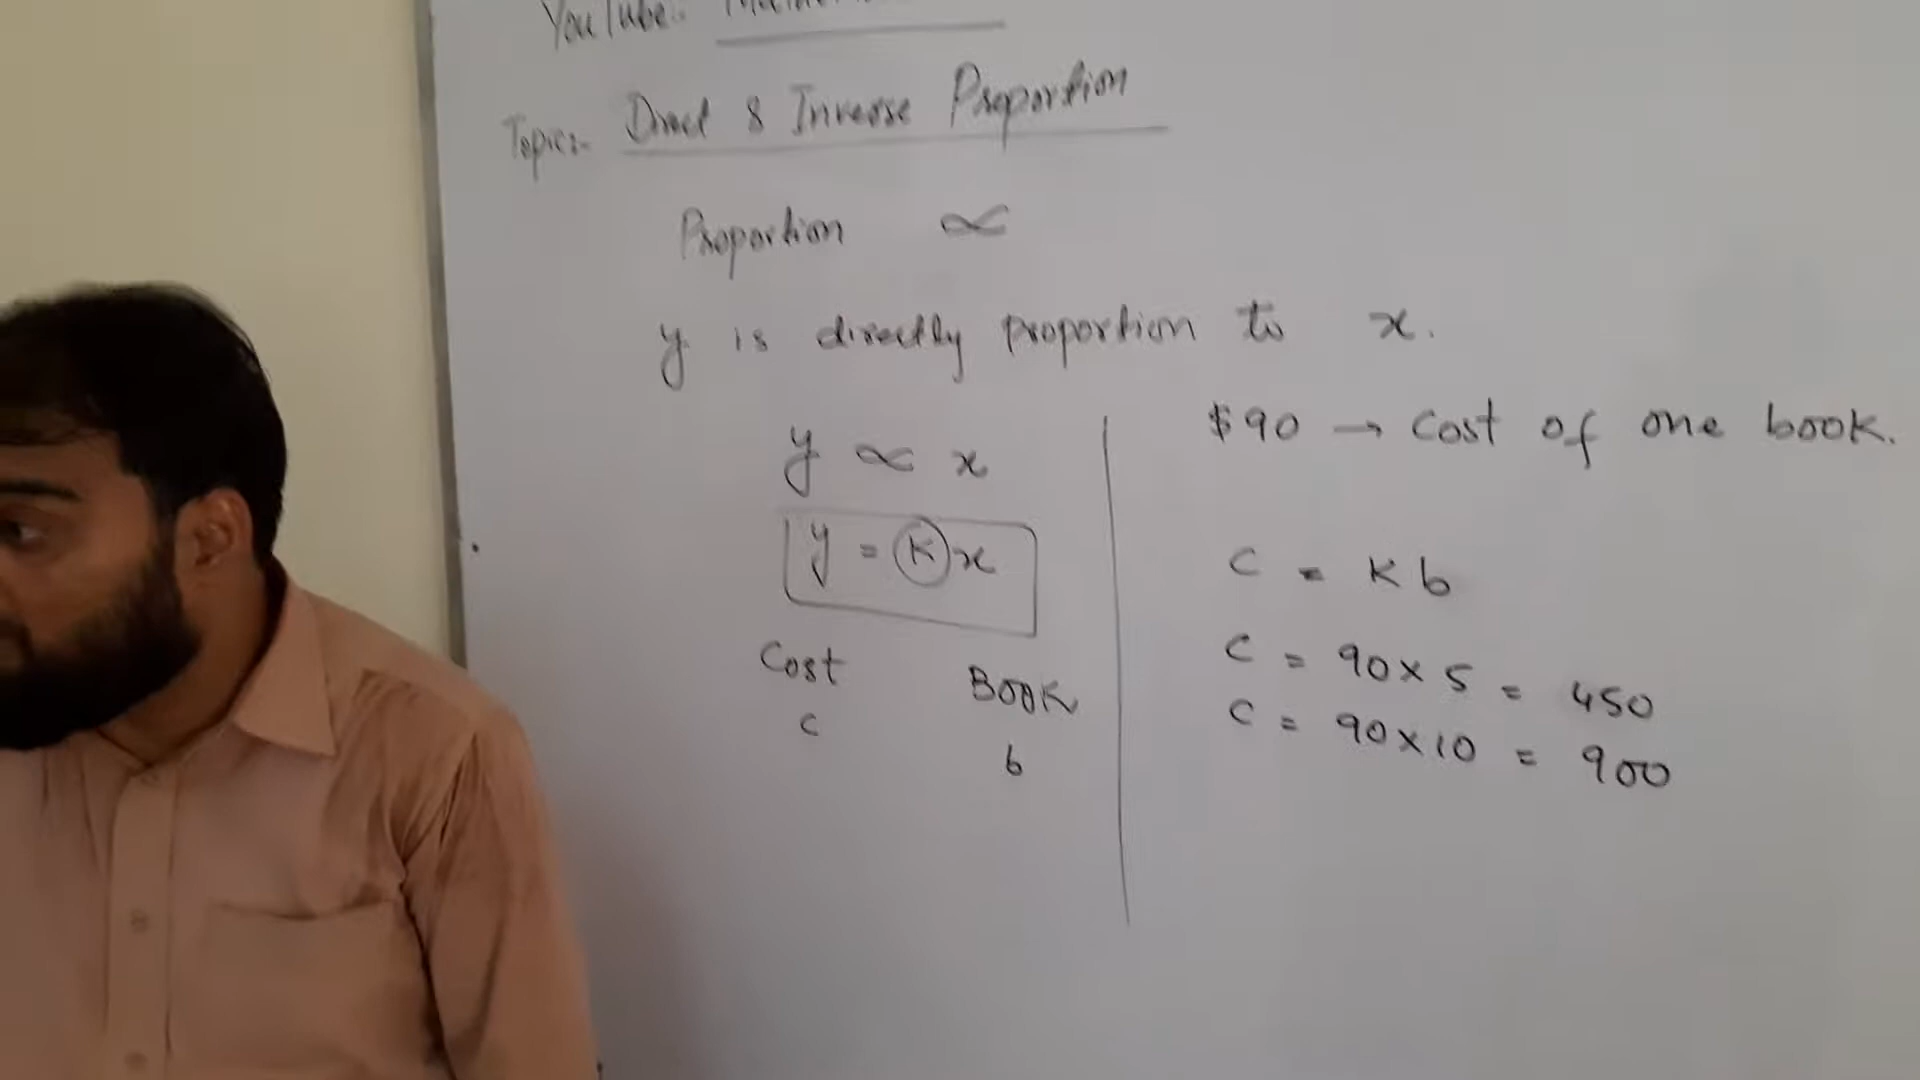 YouTube:-
Topic:- Direct & Inverse Proportion
Proportion ∝
y is directly proportion to x.
y ∝ x
y = k x
Cost Book
c b
$90 → Cost of one book.
C = K b
C = 90 × 5 = 450
C = 90 × 10 = 900